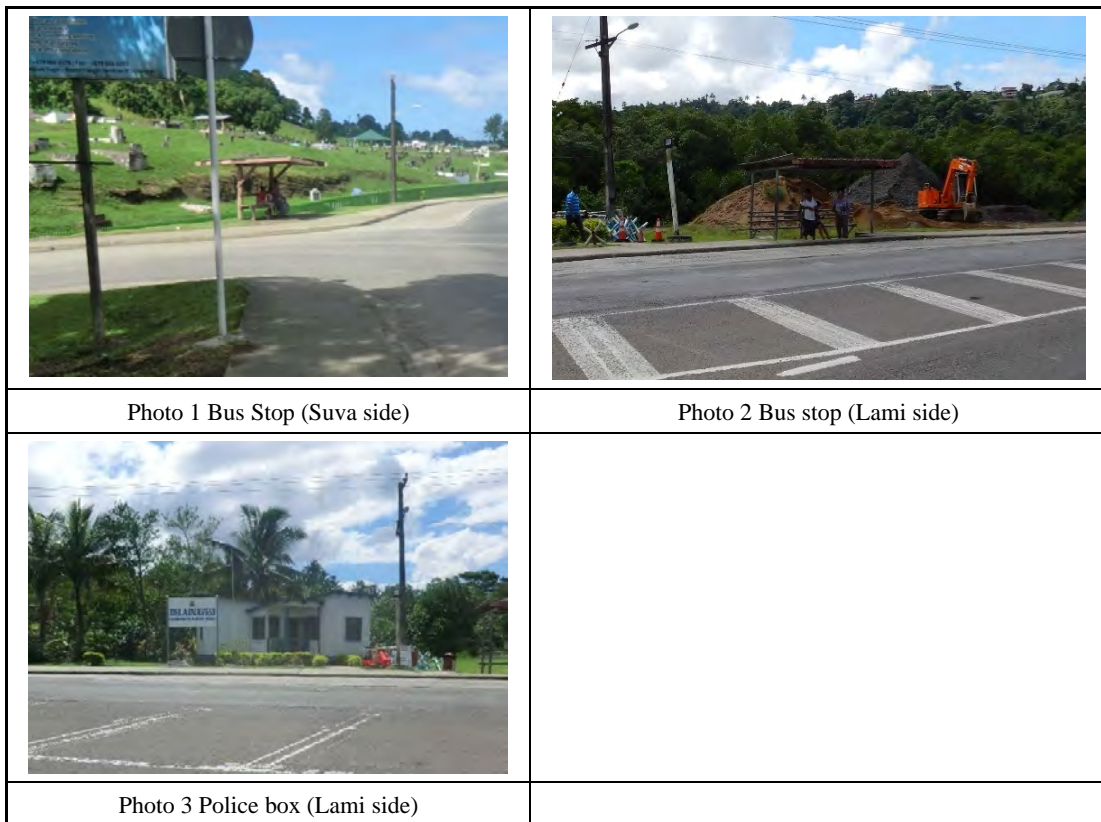 Photo 1 Bus Stop (Suva side)
Photo 2 Bus stop (Lami side)
Photo 3 Police box (Lami side)